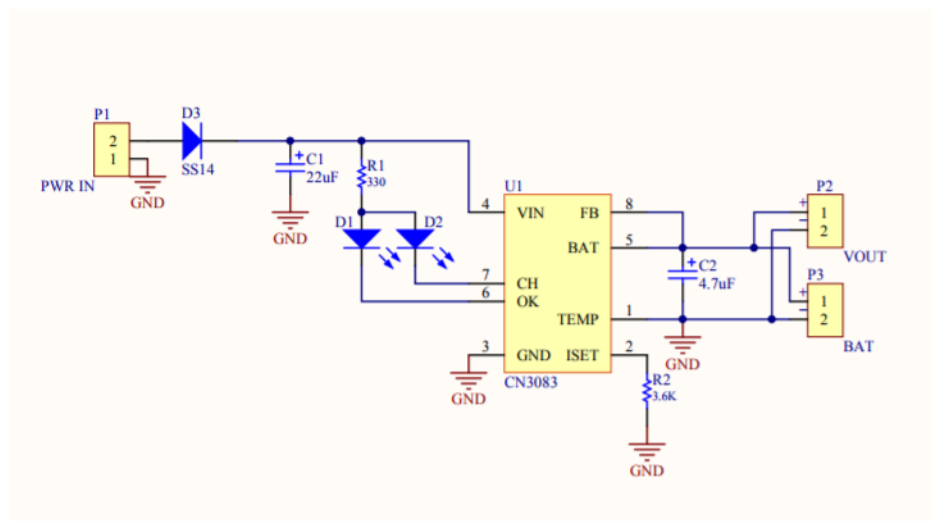 P1
2
1
PWR IN
GND
D3
SS14
+
C1
22uF
GND
R1
330
D1
D2
U1
4
VIN
7
CH
6
OK
3
GND
GND
FB
8
BAT
5
TEMP
1
ISET
2
CN3083
+
C2
4.7uF
GND
R2
3.6K
GND
P2
+
1
-
2
VOUT
P3
+
1
-
2
BAT